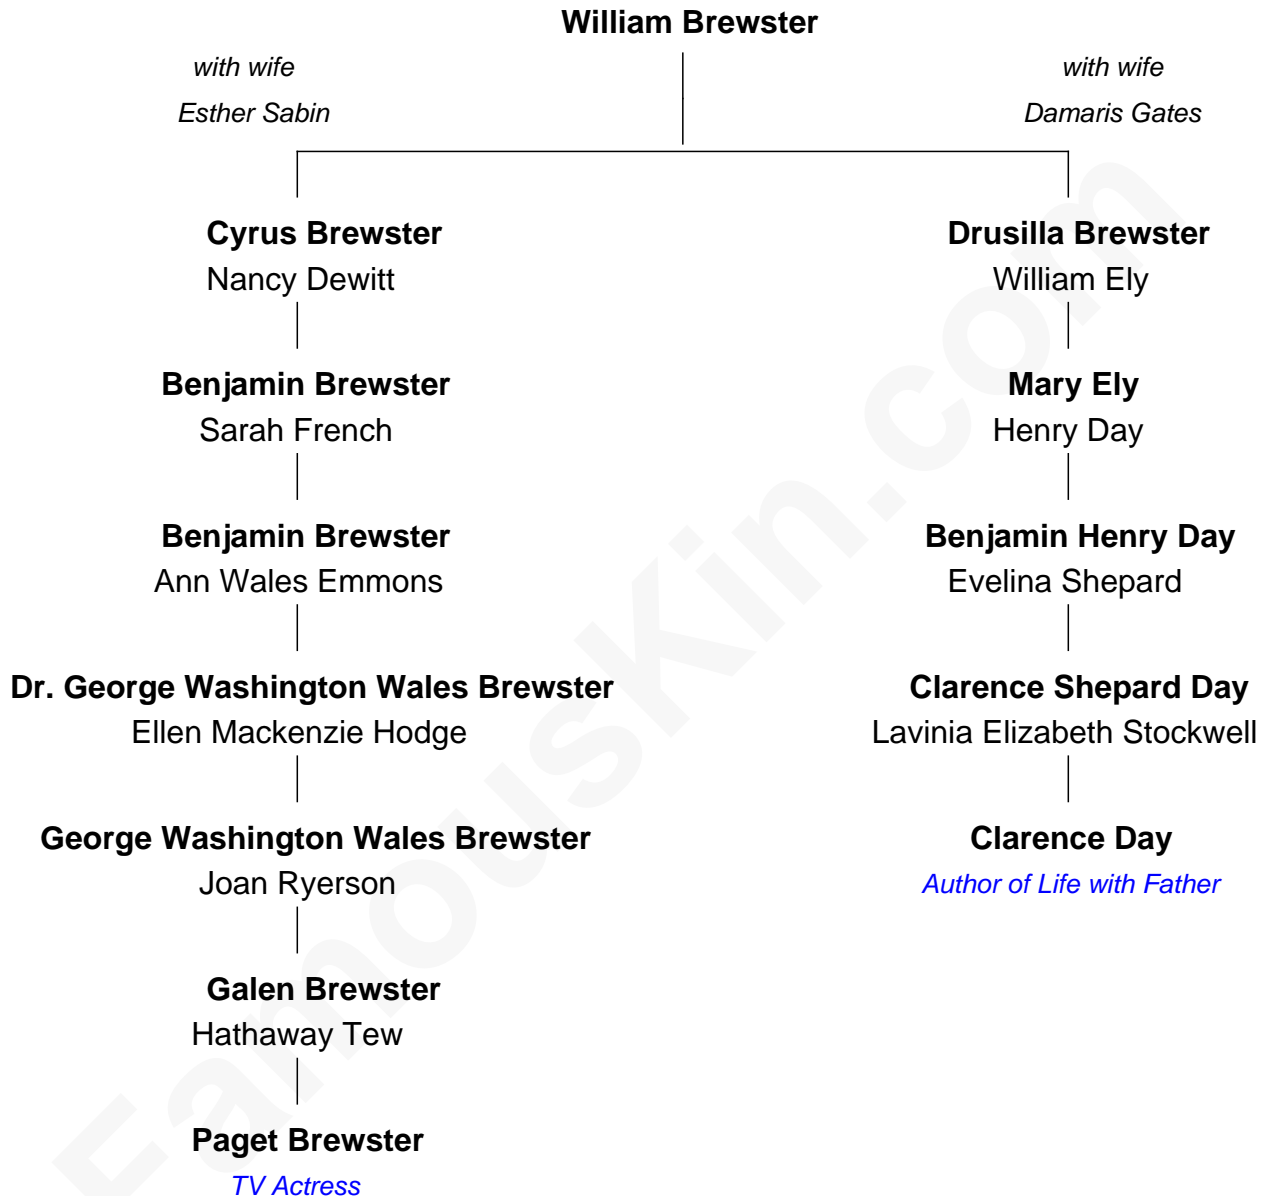 William Brewster
with wife
Esther Sabin
with wife
Damaris Gates
Cyrus Brewster
Nancy Dewitt
Drusilla Brewster
William Ely
Benjamin Brewster
Sarah French
Mary Ely
Henry Day
Benjamin Brewster
Ann Wales Emmons
Benjamin Henry Day
Evelina Shepard
Dr. George Washington Wales Brewster
Ellen Mackenzie Hodge
Clarence Shepard Day
Lavinia Elizabeth Stockwell
George Washington Wales Brewster
Joan Ryerson
Clarence Day
Author of Life with Father
Galen Brewster
Hathaway Tew
Paget Brewster
TV Actress
FamousKin.com